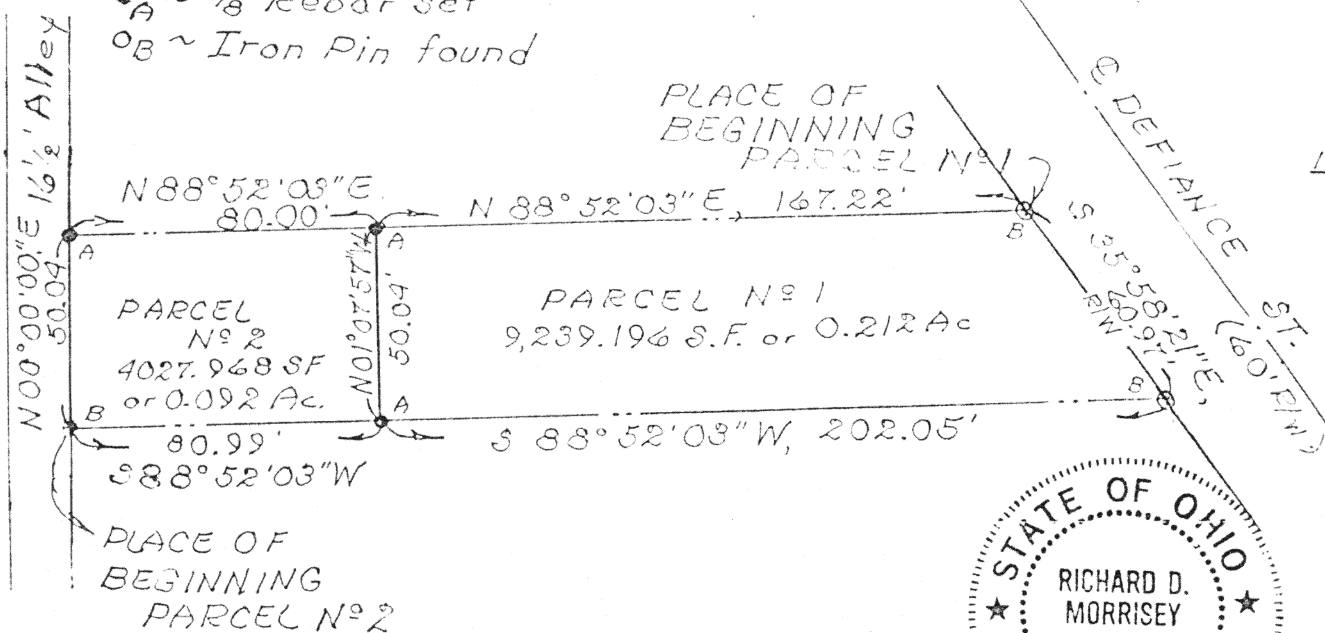 A ~ 5/8 Rebar set
oB ~ Iron Pin found
16½' Alley
N00°00'00"E
50.04'
N 88°52'03"E
80.00'
N 88°52'03"E, 167.22'
PLACE OF
BEGINNING
PARCEL Nº 1
℄ DEFIANCE ST.
(60' R/W)
S 35°58'21"E,
60.97'
R/W
A
A
B
PARCEL
Nº 2
4027.968 SF
or 0.092 Ac.
N01°07'57"W
50.04'
PARCEL Nº 1
9,239.196 S.F. or 0.212 Ac
B
A
B
80.99'
S88°52'03"W
S 88°52'03"W, 202.05'
PLACE OF
BEGINNING
PARCEL Nº 2
STATE OF OHIO
RICHARD D.
MORRISEY